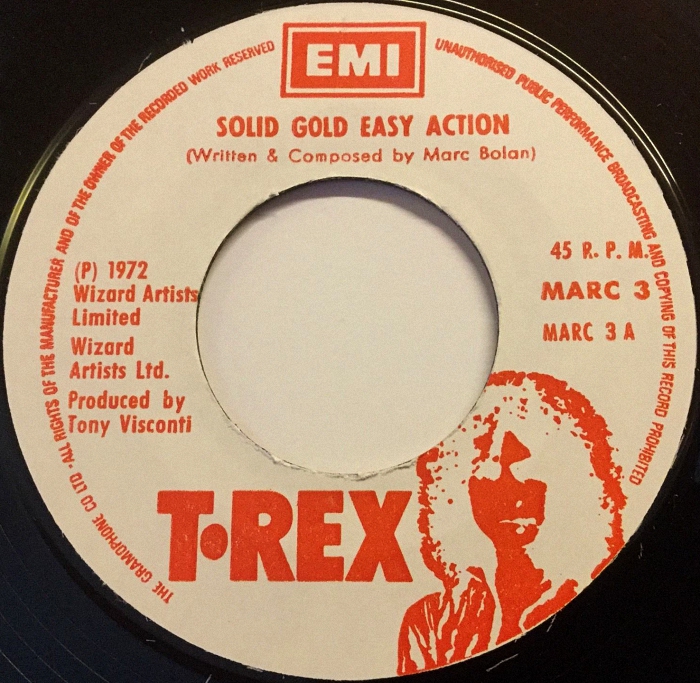 EMI
SOLID GOLD EASY ACTION
(Written & Composed by Marc Bolan)
(P) 1972
Wizard Artists
Limited
Wizard
Artists Ltd.
Produced by
Tony Visconti
45 R. P. M.
MARC 3
MARC 3 A
T•REX
THE GRAMOPHONE CO LTD • ALL RIGHTS OF THE MANUFACTURER AND OF THE OWNER OF THE RECORDED WORK RESERVED
UNAUTHORISED PUBLIC PERFORMANCE BROADCASTING AND COPYING OF THIS RECORD PROHIBITED